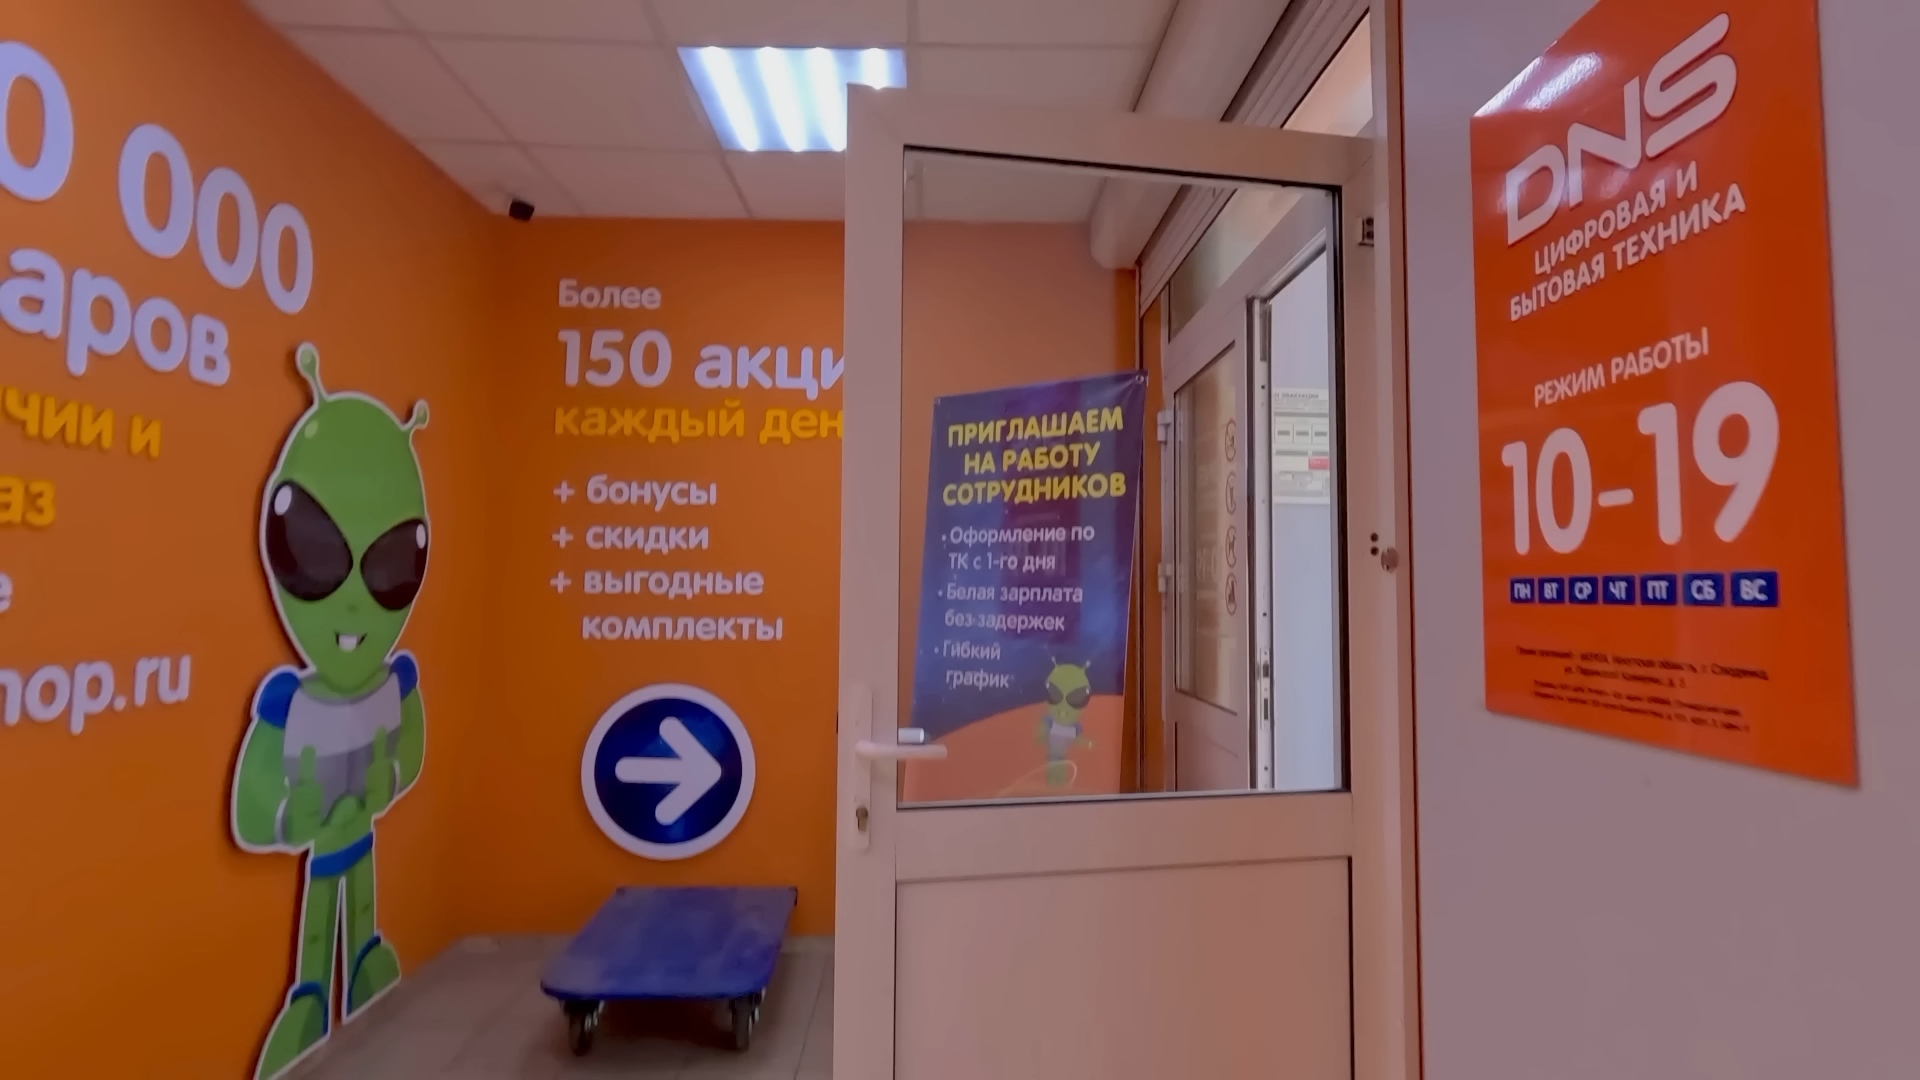 0 000
аров
чии и
аз
е
hop.ru
Более
150 акци
каждый ден
+ бонусы
+ скидки
+ выгодные
комплекты
ПРИГЛАШАЕМ
НА РАБОТУ
СОТРУДНИКОВ
• Оформление по
ТК с 1-го дня
• Белая зарплата
без задержек
• Гибкий
график
DNS
ЦИФРОВАЯ И
БЫТОВАЯ ТЕХНИКА
РЕЖИМ РАБОТЫ
10-19
ПН ВТ СР ЧТ ПТ СБ ВС